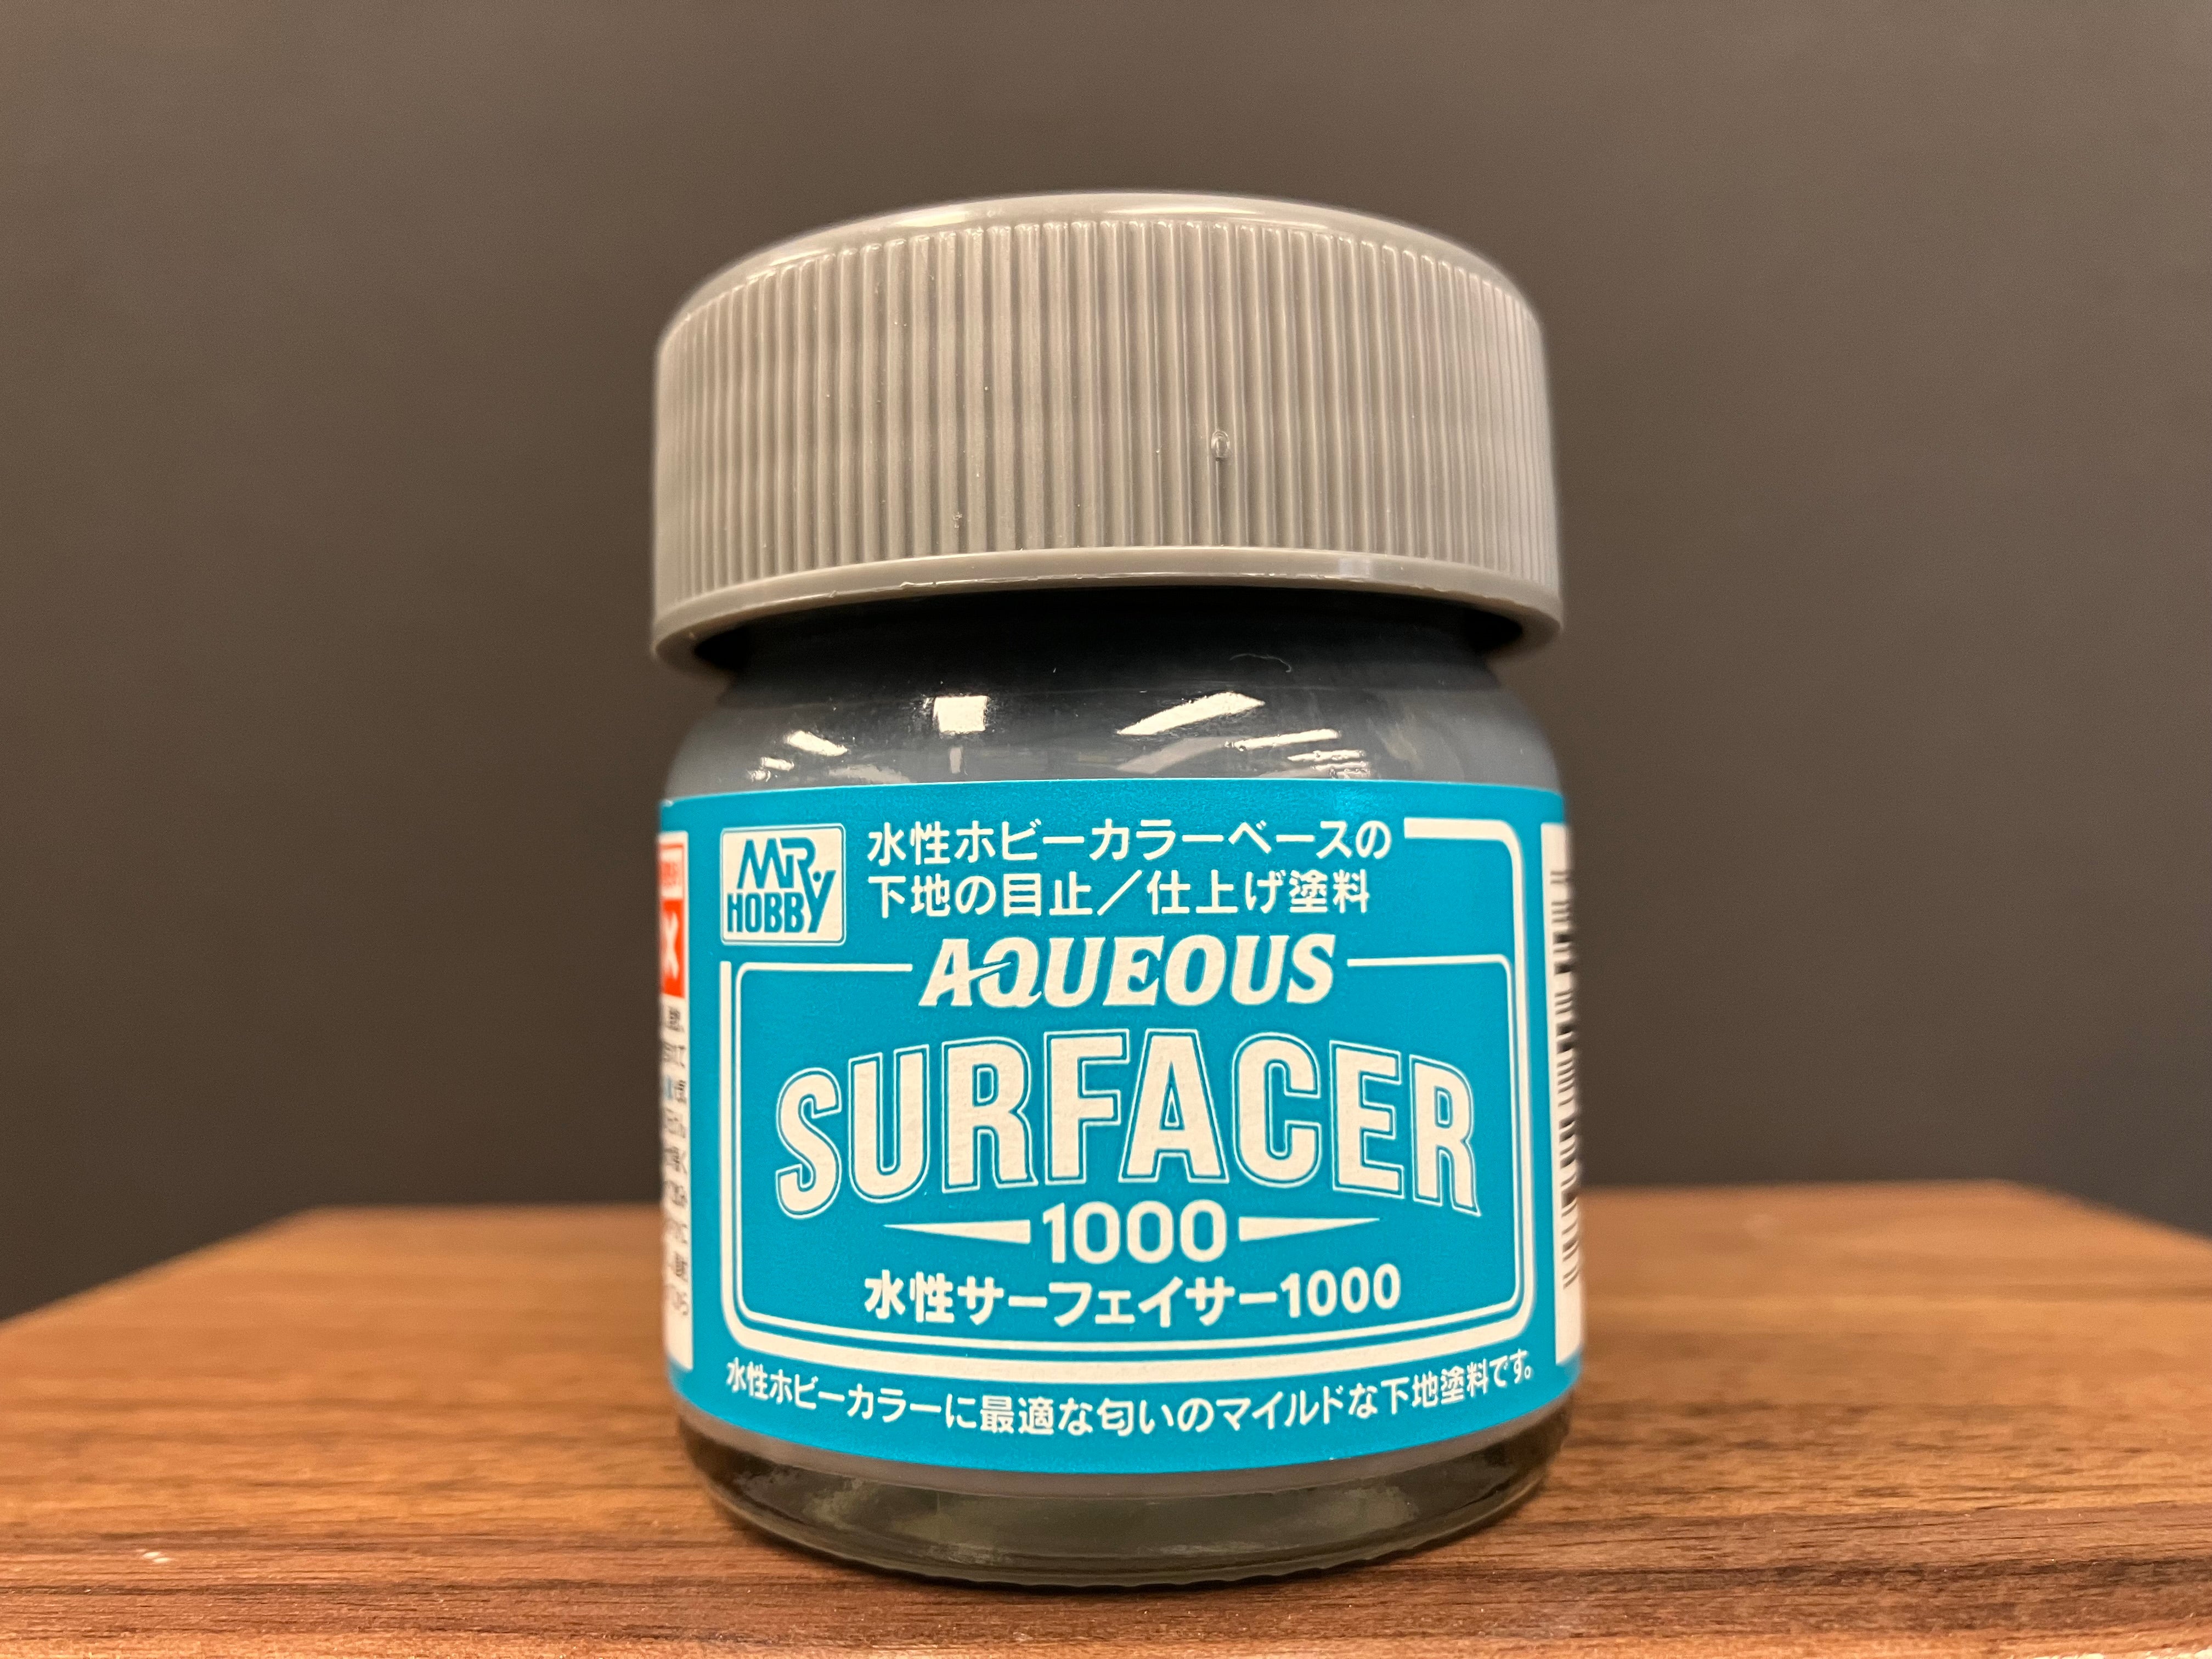 MR. HOBBY
水性ホビーカラーベースの
下地の目止／仕上げ塗料
AQUEOUS
SURFACER
1000
水性サーフェイサー1000
水性ホビーカラーに最適な匂いのマイルドな下地塗料です。